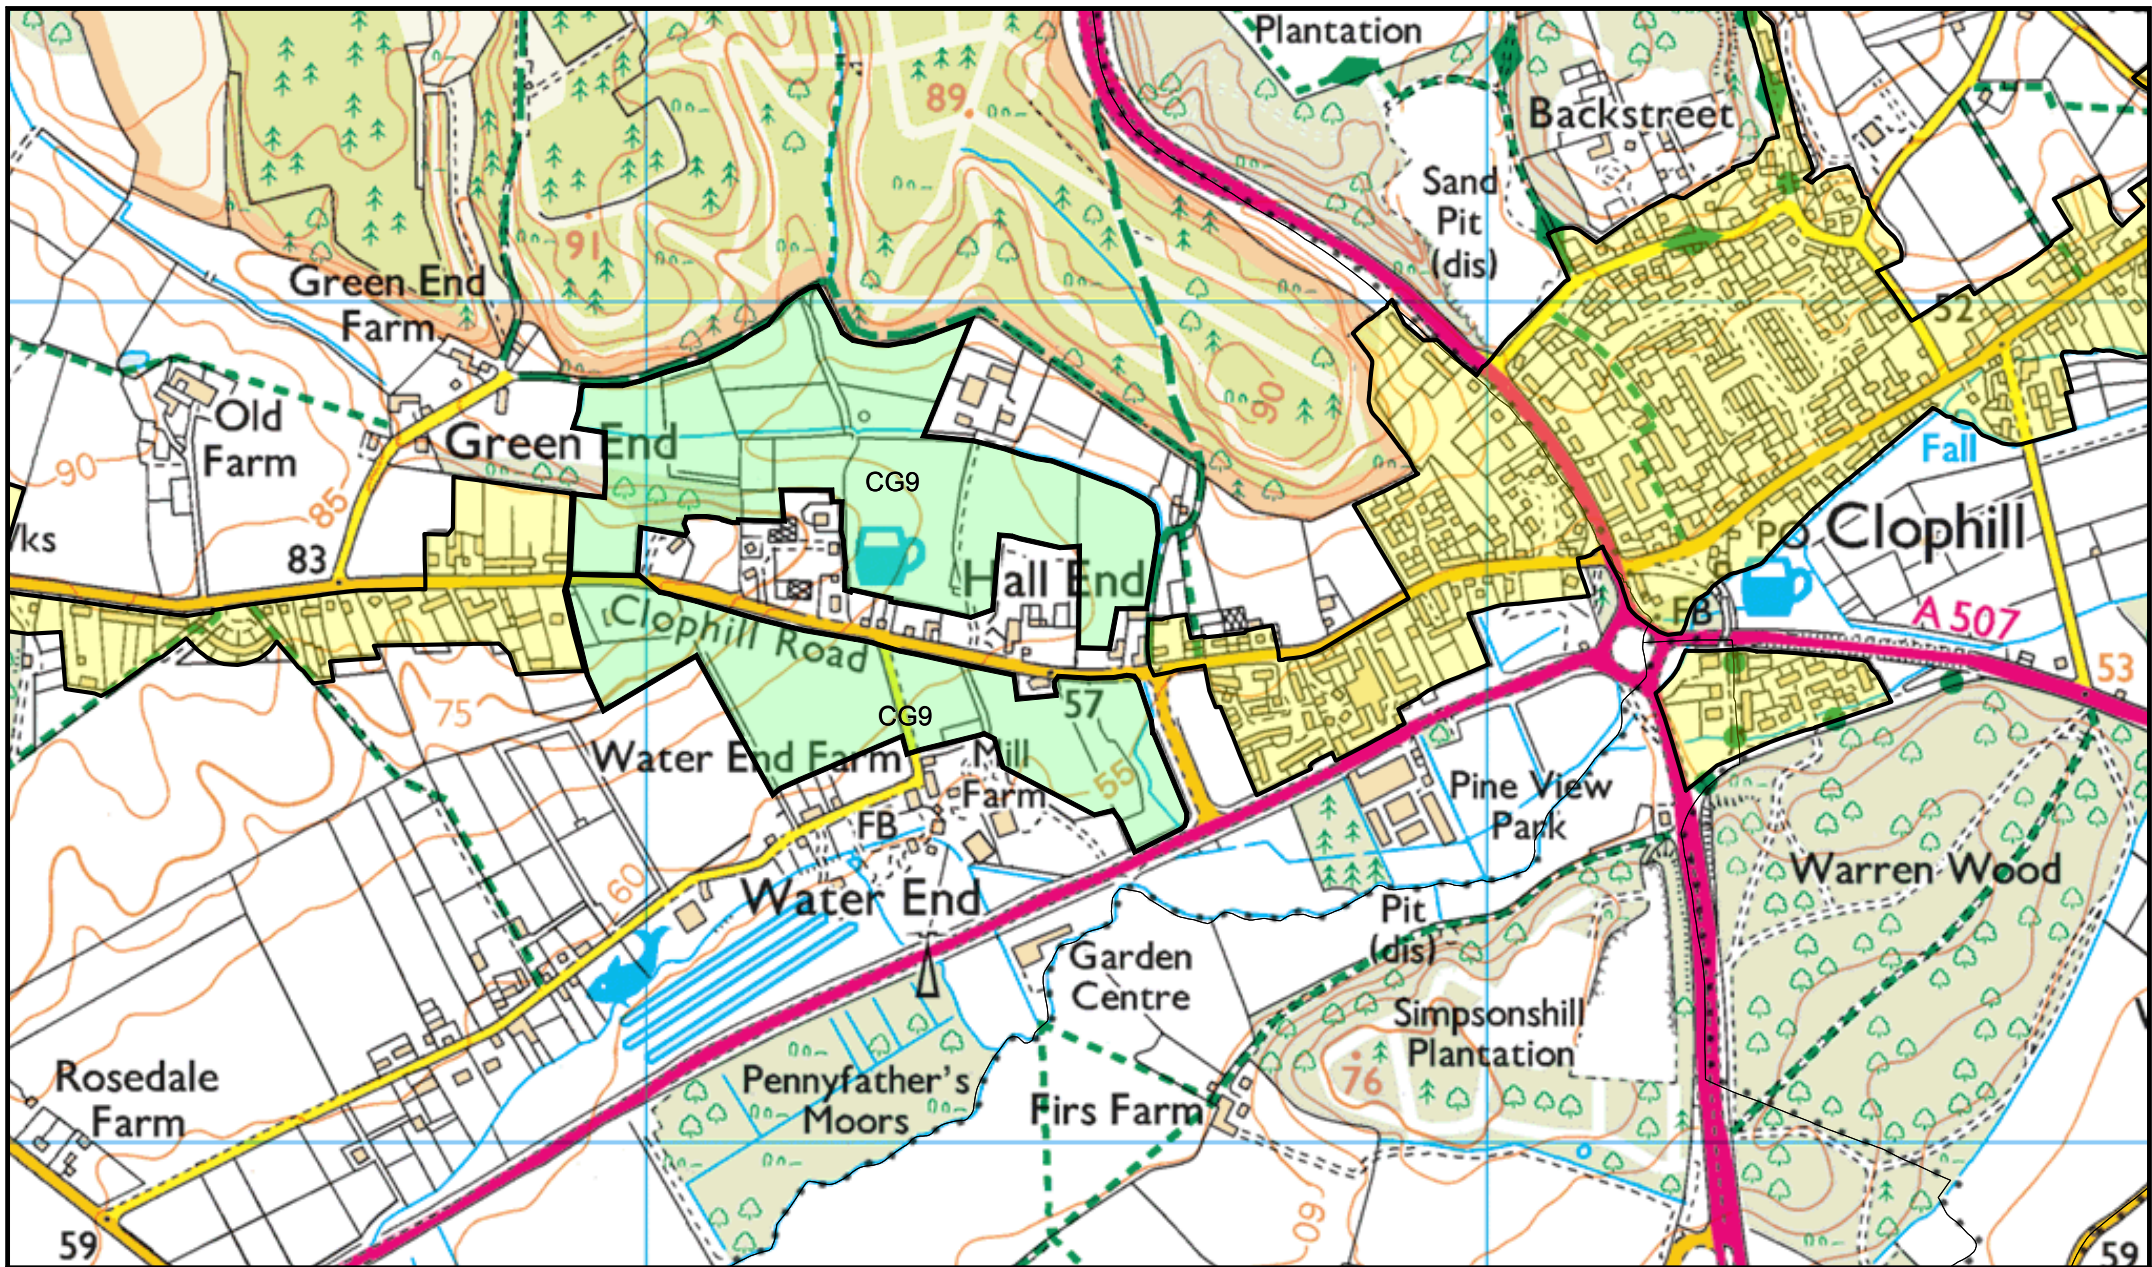 Plantation
89
Backstreet
Sand
Pit
(dis)
91
Green End
Farm
52
90
Old
Farm
Green End
Fall
90
85
CG9
/ks
83
PO
Clophill
Hall End
Clophill Road
FB
A 507
53
75
57
CG9
Water End Farm
Mill
Farm
55
Pine View
Park
FB
60
Water End
Warren Wood
Pit
(dis)
Garden
Centre
Simpsonshill
Plantation
Rosedale
Farm
Pennyfather's
Moors
76
Firs Farm
60
59
59